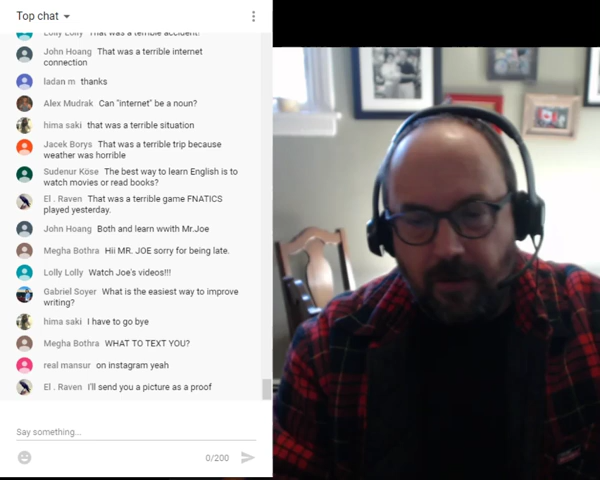 Top chat
Lolly Lolly That was a terrible accident!
John Hoang That was a terrible internet
connection
ladan m thanks
Alex Mudrak Can "internet" be a noun?
hima saki that was a terrible situation
Jacek Borys That was a terrible trip because
weather was horrible
Sudenur Köse The best way to learn English is to
watch movies or read books?
El . Raven That was a terrible game FNATICS
played yesterday.
John Hoang Both and learn wwith Mr.Joe
Megha Bothra Hii MR. JOE sorry for being late.
Lolly Lolly Watch Joe's videos!!!
Gabriel Soyer What is the easiest way to improve
writing?
hima saki I have to go bye
Megha Bothra WHAT TO TEXT YOU?
real mansur on instagram yeah
El . Raven I'll send you a picture as a proof
Say something...
0/200